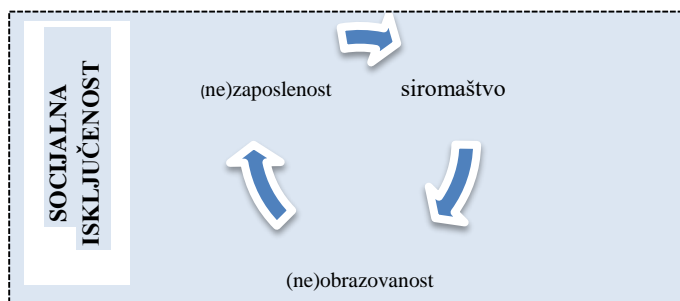 SOCIJALNA
ISKLJUČENOST
(ne)zaposlenost
siromaštvo
(ne)obrazovanost